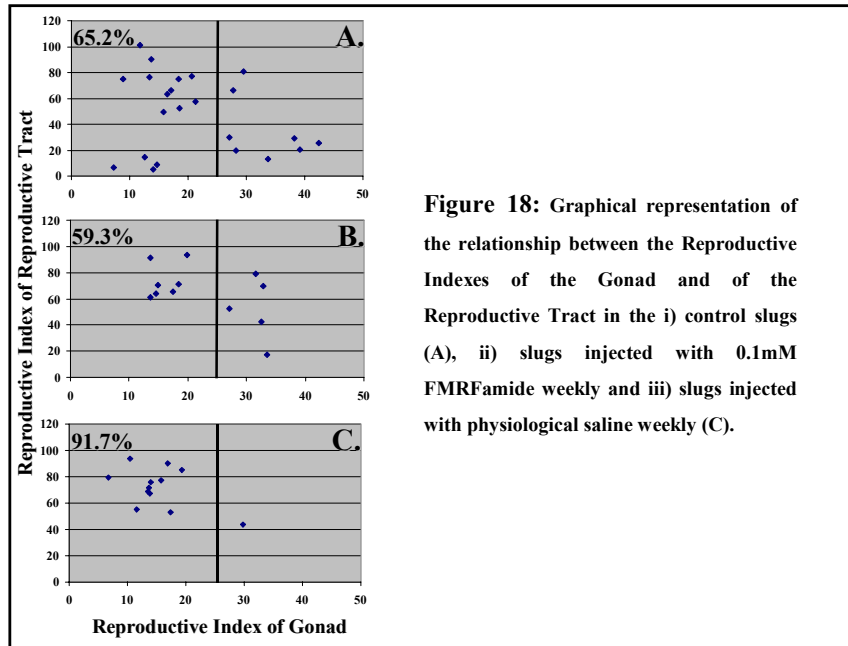 Reproductive Index of Reproductive Tract
120
100
80
60
40
20
0
65.2%
A.
0 10 20 30 40 50
120
100
80
60
40
20
0
59.3%
B.
0 10 20 30 40 50
120
100
80
60
40
20
0
91.7%
C.
0 10 20 30 40 50
Reproductive Index of Gonad
Figure 18: Graphical representation of
the relationship between the Reproductive
Indexes of the Gonad and of the
Reproductive Tract in the i) control slugs
(A), ii) slugs injected with 0.1mM
FMRFamide weekly and iii) slugs injected
with physiological saline weekly (C).